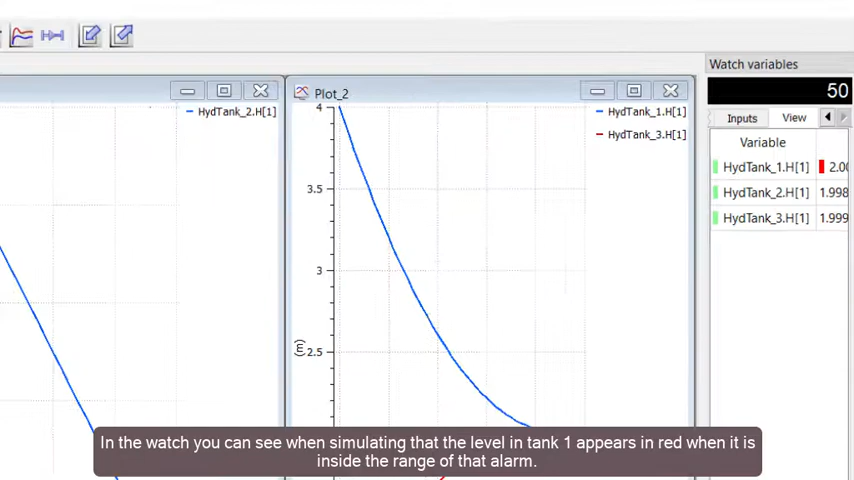 Watch variables
50
Inputs View
Variable
HydTank_1.H[1] 2.00
HydTank_2.H[1] 1.998
HydTank_3.H[1] 1.999
HydTank_2.H[1]
Plot_2
HydTank_1.H[1]
HydTank_3.H[1]
4
3.5
3
2.5
(m)
In the watch you can see when simulating that the level in tank 1 appears in red when it is
inside the range of that alarm.